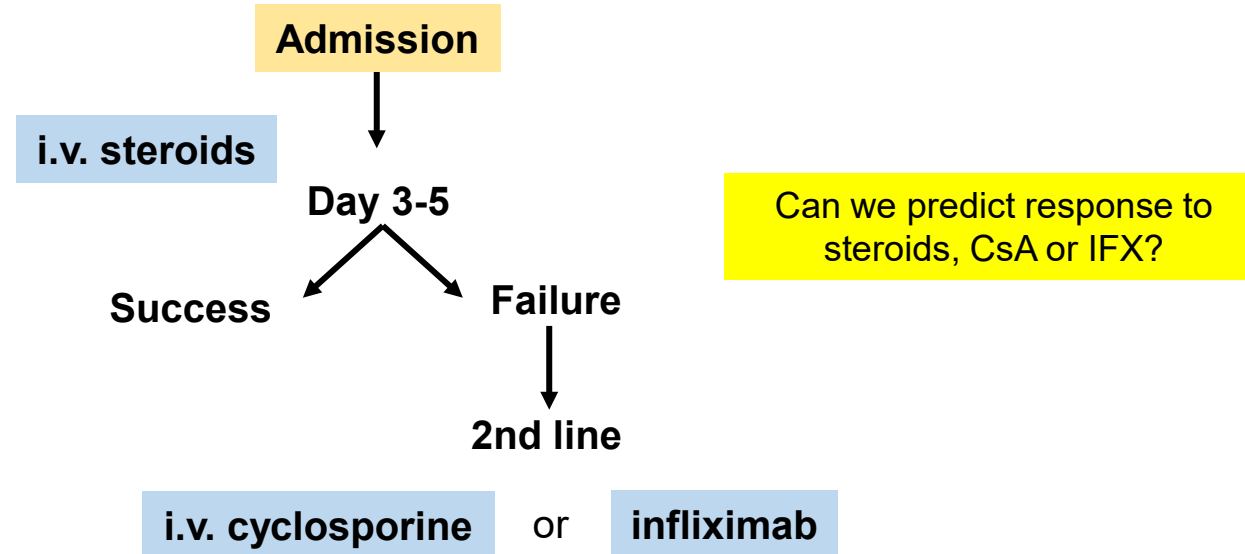 Admission
i.v. steroids
Day 3-5
Can we predict response to
steroids, CsA or IFX?
Success
Failure
2nd line
i.v. cyclosporine or infliximab